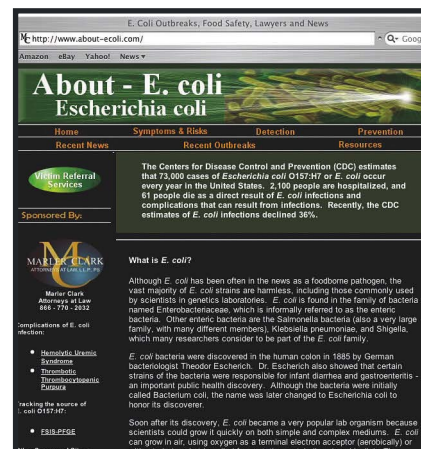 E. Coli Outbreaks, Food Safety, Lawyers and News
http://www.about-ecoli.com/
Goog
Amazon eBay Yahoo! News
About - E. coli
Escherichia coli
Home Symptoms & Risks Detection Prevention
Recent News Recent Outbreaks Resources
Victim Referral
Services
Sponsored By:
MC
MARLER CLARK
ATTORNEYS AT LAW, L.L.P., PS
Marler Clark
Attorneys at Law
866 - 770 - 2032
Complications of E. coli
nfection:
Hemolytic Uremic
Syndrome
Thrombotic
Thrombocytopenic
Purpura
racking the source of
. coli O157:H7:
FSIS-PFGE
The Centers for Disease Control and Prevention (CDC) estimates
that 73,000 cases of Escherichia coli O157:H7 or E. coli occur
every year in the United States. 2,100 people are hospitalized, and
61 people die as a direct result of E. coli infections and
complications that can result from infections. Recently, the CDC
estimates of E. coli infections declined 36%.
What is E. coli?
Although E. coli has been often in the news as a foodborne pathogen, the
vast majority of E. coli strains are harmless, including those commonly used
by scientists in genetics laboratories. E. coli is found in the family of bacteria
named Enterobacteriaceae, which is informally referred to as the enteric
bacteria. Other enteric bacteria are the Salmonella bacteria (also a very large
family, with many different members), Klebsiella pneumoniae, and Shigella,
which many researchers consider to be part of the E. coli family.
E. coli bacteria were discovered in the human colon in 1885 by German
bacteriologist Theodor Escherich. Dr. Escherich also showed that certain
strains of the bacteria were responsible for infant diarrhea and gastroenteritis -
an important public health discovery. Although the bacteria were initially
called Bacterium coli, the name was later changed to Escherichia coli to
honor its discoverer.
Soon after its discovery, E. coli became a very popular lab organism because
scientists could grow it quickly on both simple and complex mediums. E. coli
can grow in air, using oxygen as a terminal electron acceptor (aerobically) or